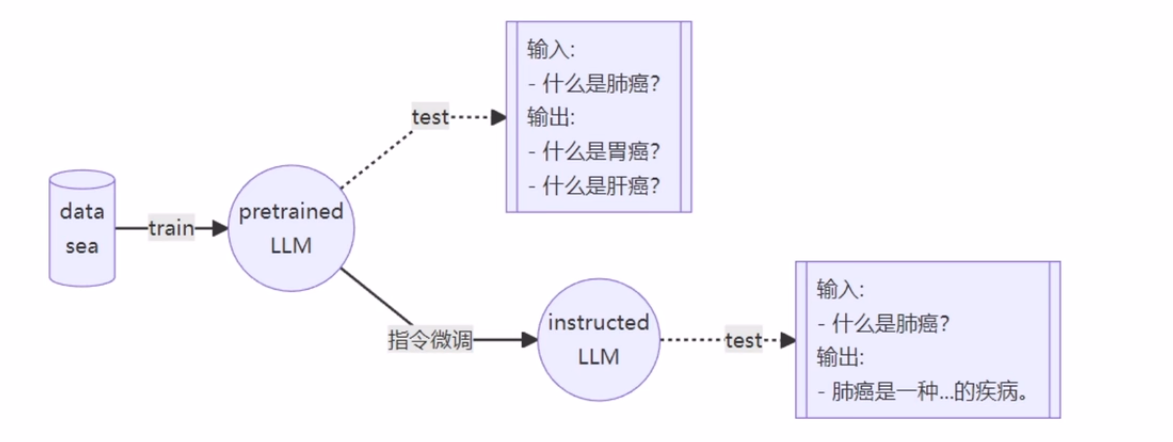 data
sea
train
pretrained
LLM
test
输入:
- 什么是肺癌?
输出:
- 什么是胃癌?
- 什么是肝癌?
指令微调
instructed
LLM
test
输入:
- 什么是肺癌?
输出:
- 肺癌是一种...的疾病。